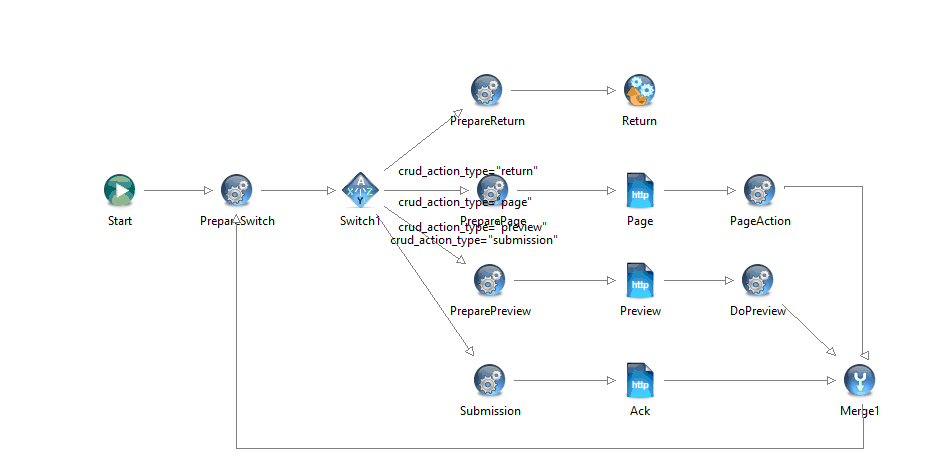 PrepareReturn
Return
crud_action_type="return"
Start
PrepareSwitch
A
X
Z
Y
Switch1
crud_action_type="page"
PreparePage
http
Page
PageAction
crud_action_type="preview"
crud_action_type="submission"
PreparePreview
http
Preview
DoPreview
Submission
http
Ack
Merge1